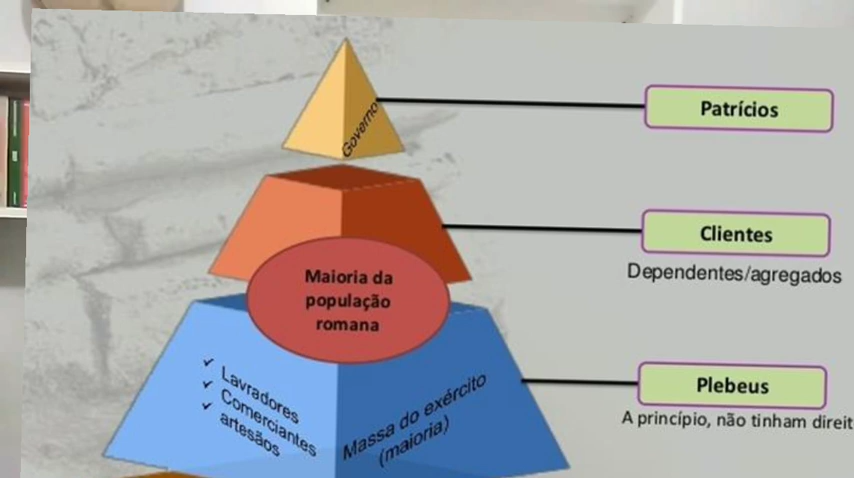 Governo
Patrícios
Clientes
Dependentes/agregados
Maioria da
população
romana
Lavradores
Comerciantes
artesãos
Massa do exército
(maioria)
Plebeus
A princípio, não tinham